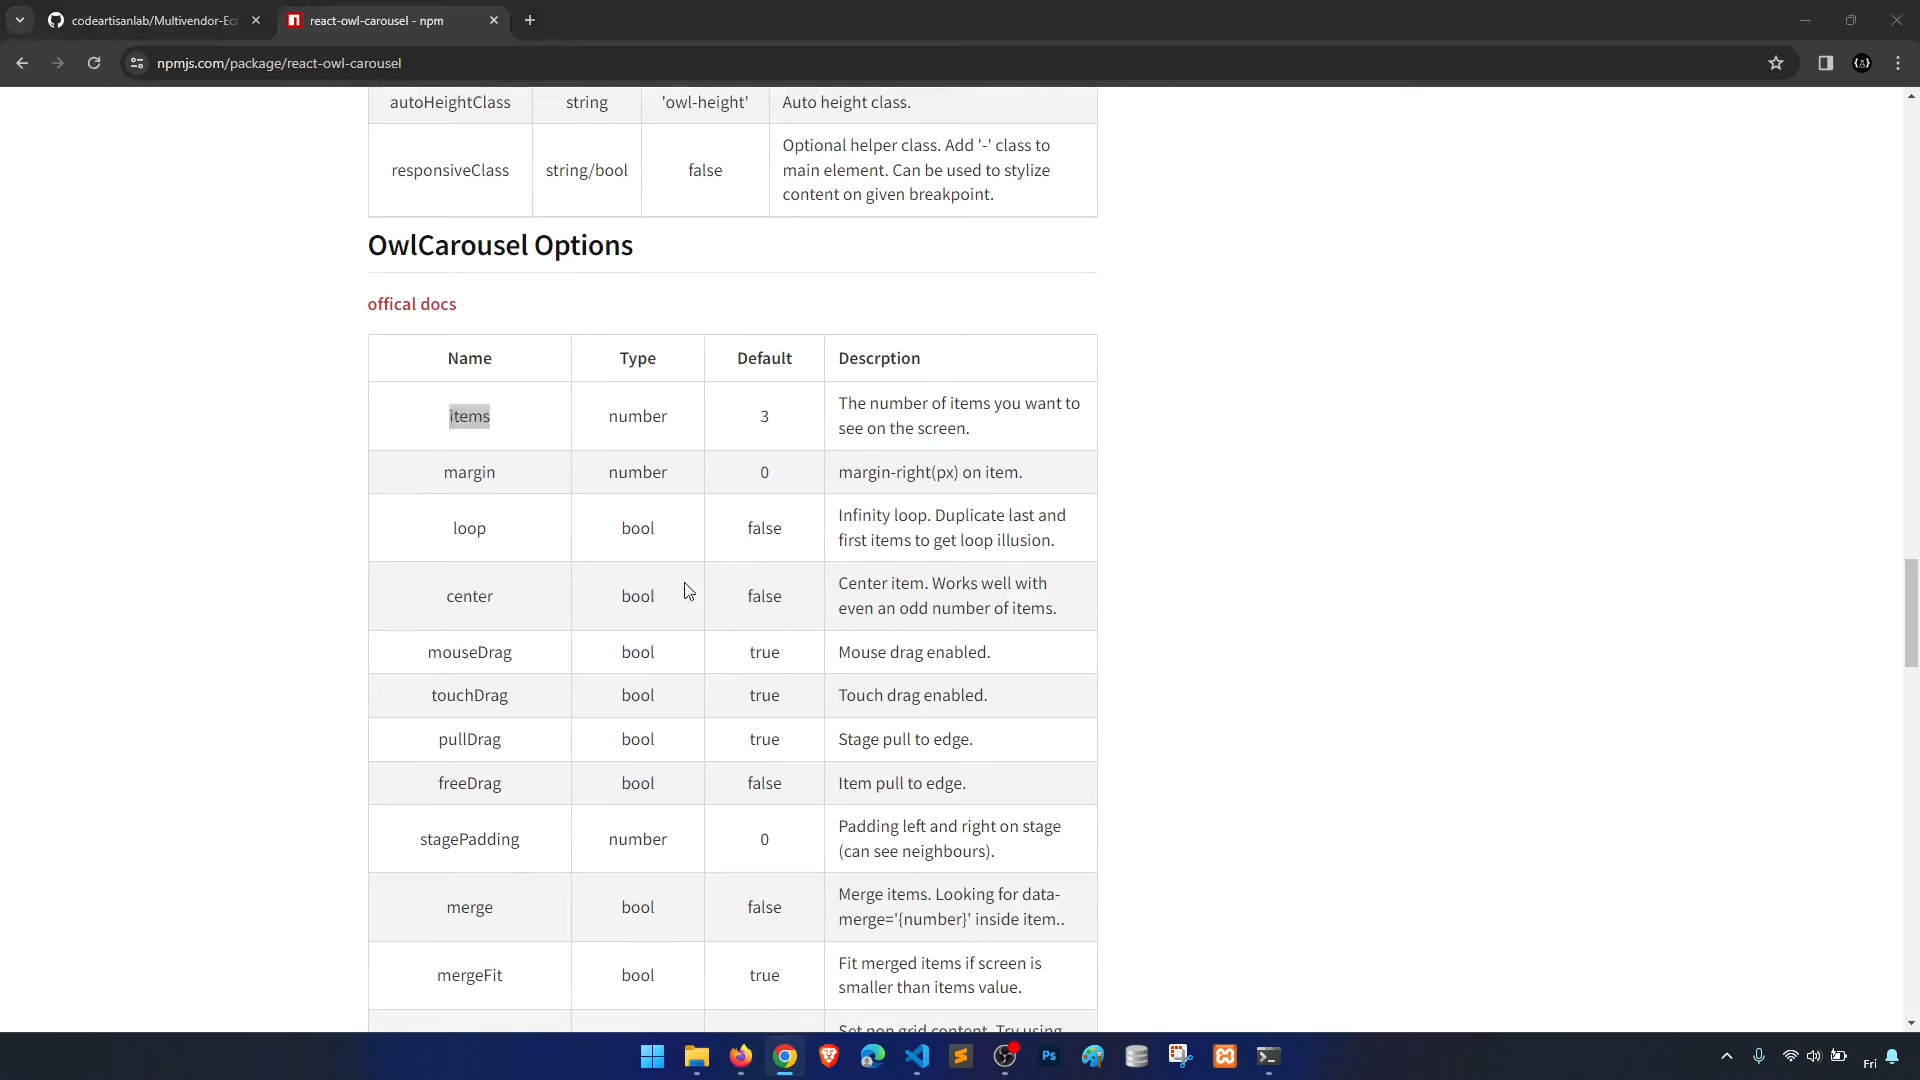 codeartisanlab/Multivendor-Ec
react-owl-carousel - npm
npmjs.com/package/react-owl-carousel
autoHeightClass string 'owl-height' Auto height class.
responsiveClass string/bool false Optional helper class. Add '-' class to
main element. Can be used to stylize
content on given breakpoint.
OwlCarousel Options
offical docs
Name Type Default Descrption
items number 3 The number of items you want to
see on the screen.
margin number 0 margin-right(px) on item.
loop bool false Infinity loop. Duplicate last and
first items to get loop illusion.
center bool false Center item. Works well with
even an odd number of items.
mouseDrag bool true Mouse drag enabled.
touchDrag bool true Touch drag enabled.
pullDrag bool true Stage pull to edge.
freeDrag bool false Item pull to edge.
stagePadding number 0 Padding left and right on stage
(can see neighbours).
merge bool false Merge items. Looking for data-
merge='{number}' inside item..
mergeFit bool true Fit merged items if screen is
smaller than items value.
Set non grid content. Try using
Ps
Fri